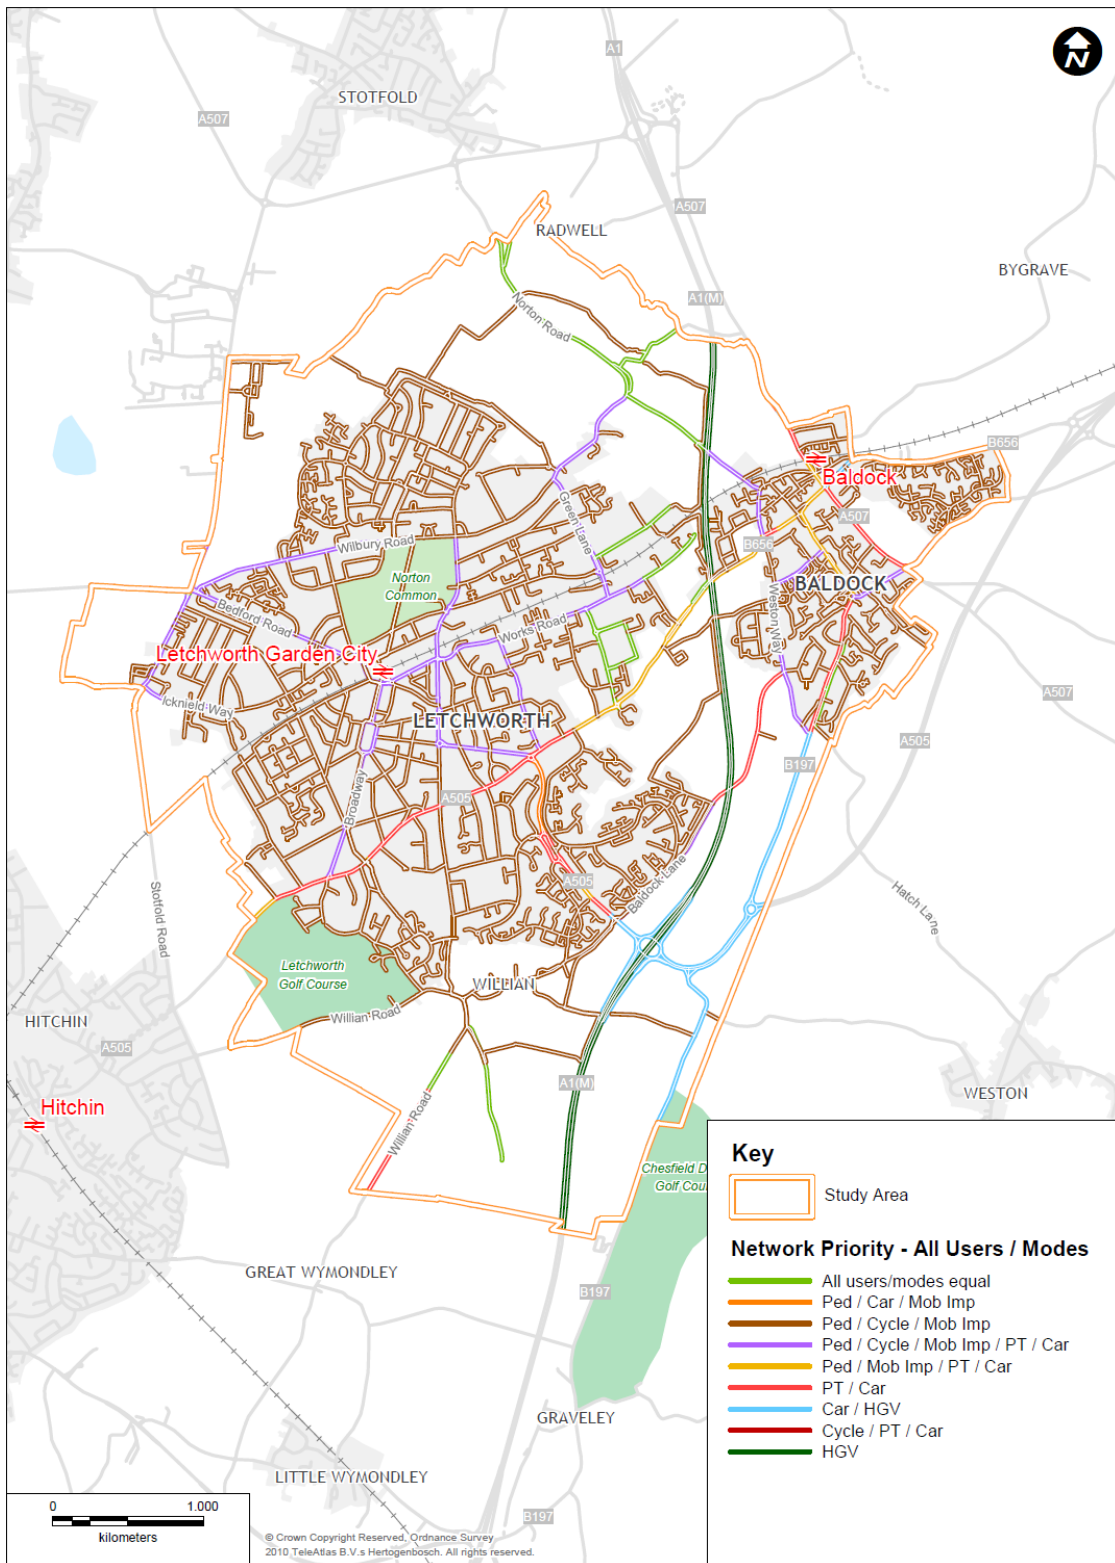 STOTFOLD
A1
A507
A507
RADWELL
BYGRAVE
A1(M)
Norton Road
B656
Baldock
A507
Green Lane
B656
Wilbury Road
Norton
Common
BALDOCK
Weston Way
Bedford Road
Works Road
Letchworth Garden City
Icknield Way
LETCHWORTH
A507
A505
B197
Broadway
A505
A505
Baldock Lane
Stotfold Road
Hatch Lane
Letchworth
Golf Course
WILLIAN
Willian Road
HITCHIN
A505
A1(M)
WESTON
Hitchin
Willian Road
Chesfield D
Golf Cou
GREAT WYMONDLEY
B197
GRAVELEY
LITTLE WYMONDLEY
B197
Key
Study Area
Network Priority - All Users / Modes
All users/modes equal
Ped / Car / Mob Imp
Ped / Cycle / Mob Imp
Ped / Cycle / Mob Imp / PT / Car
Ped / Mob Imp / PT / Car
PT / Car
Car / HGV
Cycle / PT / Car
HGV
0 1.000
kilometers
© Crown Copyright Reserved, Ordnance Survey
2010 TeleAtlas B.V.s Hertogenbosch. All rights reserved.
N